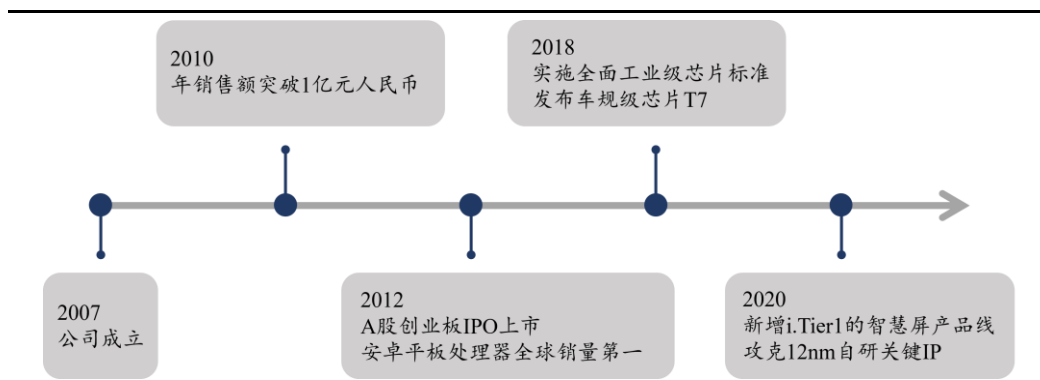 2010
年销售额突破1亿元人民币
2018
实施全面工业级芯片标准
发布车规级芯片T7
2007
公司成立
2012
A股创业板IPO上市
安卓平板处理器全球销量第一
2020
新增i.Tier1的智慧屏产品线
攻克12nm自研关键IP